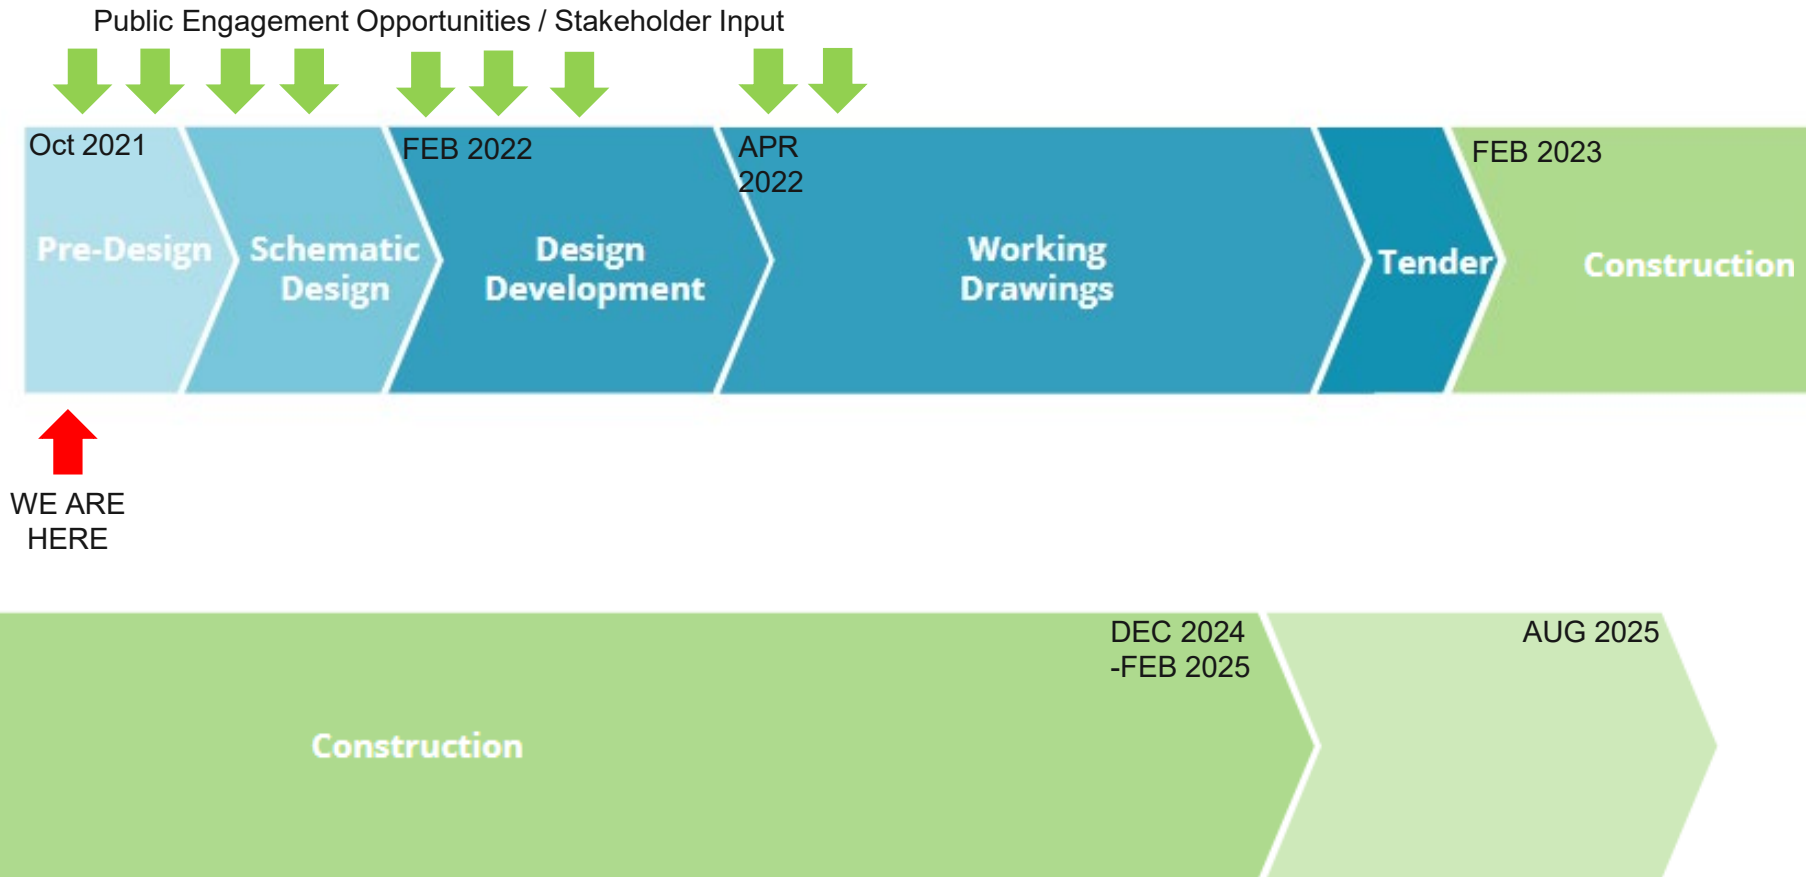 Public Engagement Opportunities / Stakeholder Input
Oct 2021
FEB 2022
APR
2022
FEB 2023
Pre-Design
Schematic
Design
Design
Development
Working
Drawings
Tender
Construction
WE ARE
HERE
DEC 2024
-FEB 2025
AUG 2025
Construction